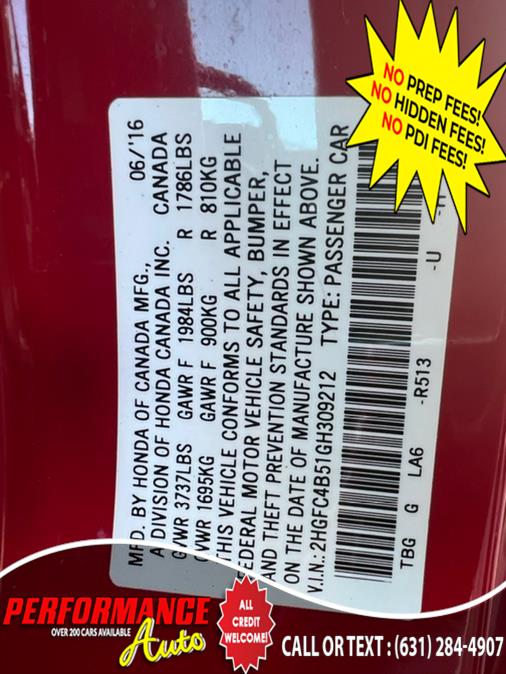 NO PREP FEES!
NO HIDDEN FEES!
NO PDI FEES!
MFD. BY HONDA OF CANADA MFG., 06/'16
A DIVISION OF HONDA CANADA INC. CANADA
GVWR 3737LBS GAWR F 1984LBS R 1786LBS
GVWR 1695KG GAWR F 900KG R 810KG
THIS VEHICLE CONFORMS TO ALL APPLICABLE
FEDERAL MOTOR VEHICLE SAFETY, BUMPER,
AND THEFT PREVENTION STANDARDS IN EFFECT
ON THE DATE OF MANUFACTURE SHOWN ABOVE.
V.I.N.: 2HGFC4B51GH309212 TYPE: PASSENGER CAR
TBG G LA6 -R513 -U
PERFORMANCE
OVER 200 CARS AVAILABLE
Auto
ALL
CREDIT
WELCOME!
CALL OR TEXT : (631) 284-4907